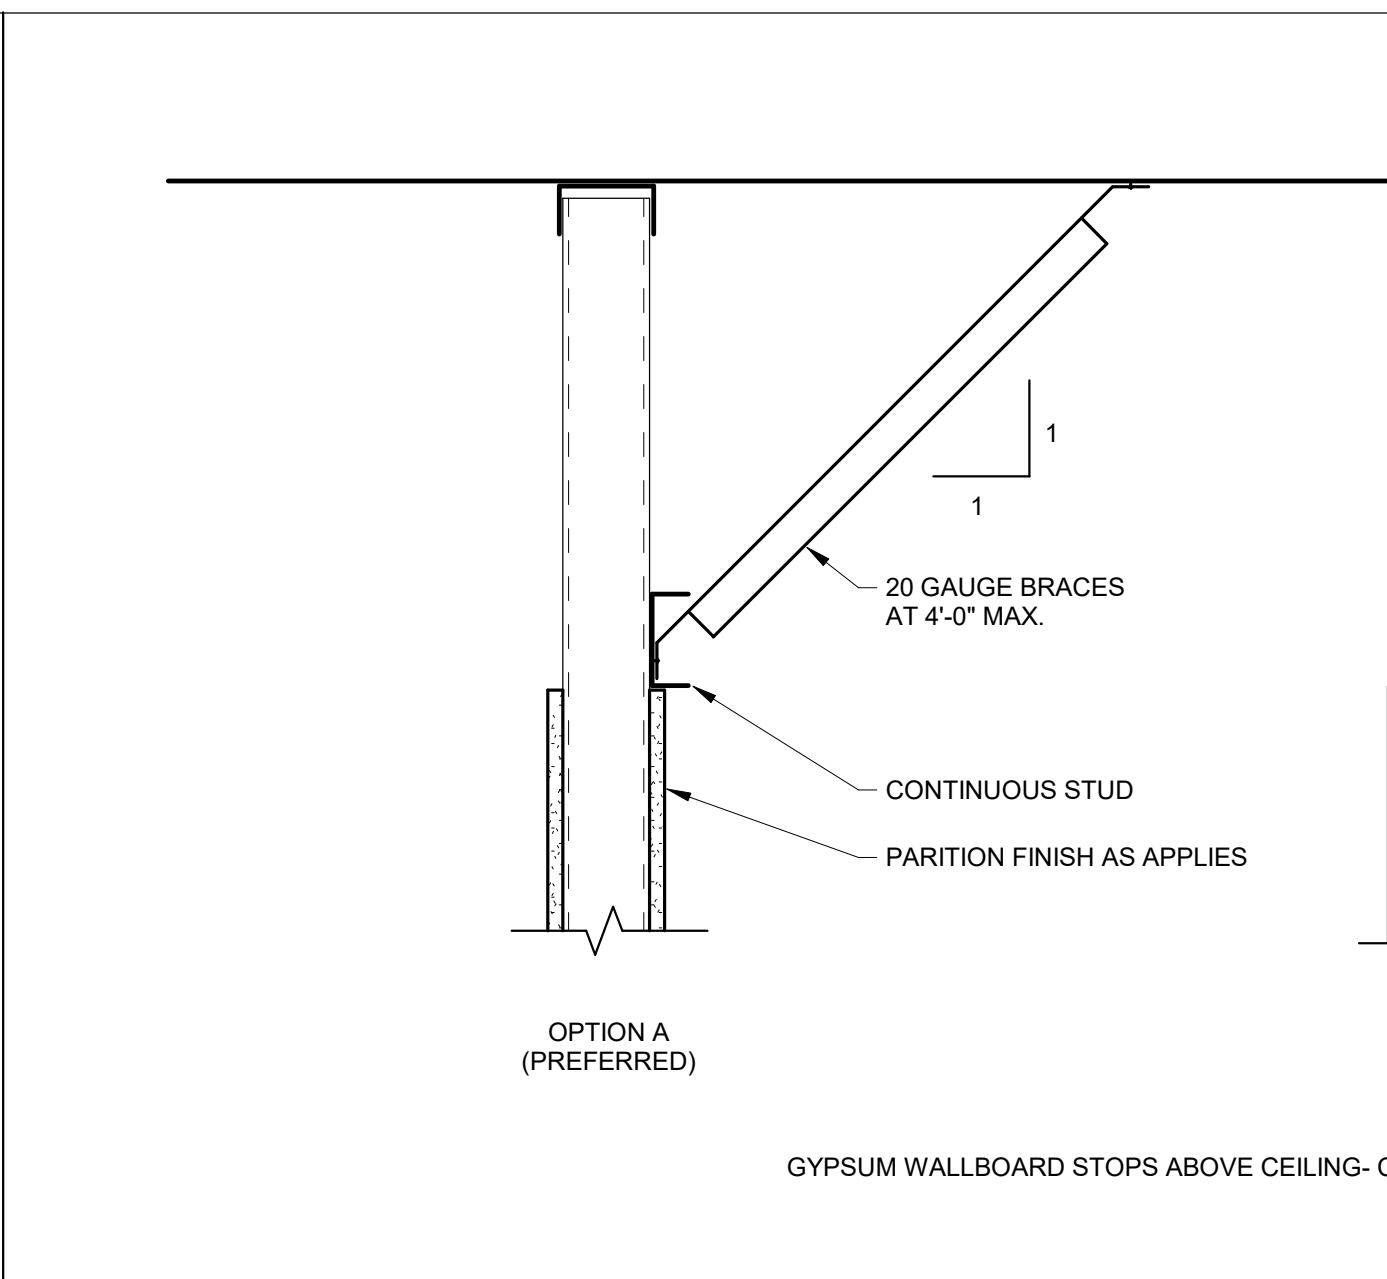 1
1
20 GAUGE BRACES
AT 4'-0" MAX.
CONTINUOUS STUD
PARITION FINISH AS APPLIES
OPTION A
(PREFERRED)
GYPSUM WALLBOARD STOPS ABOVE CEILING-